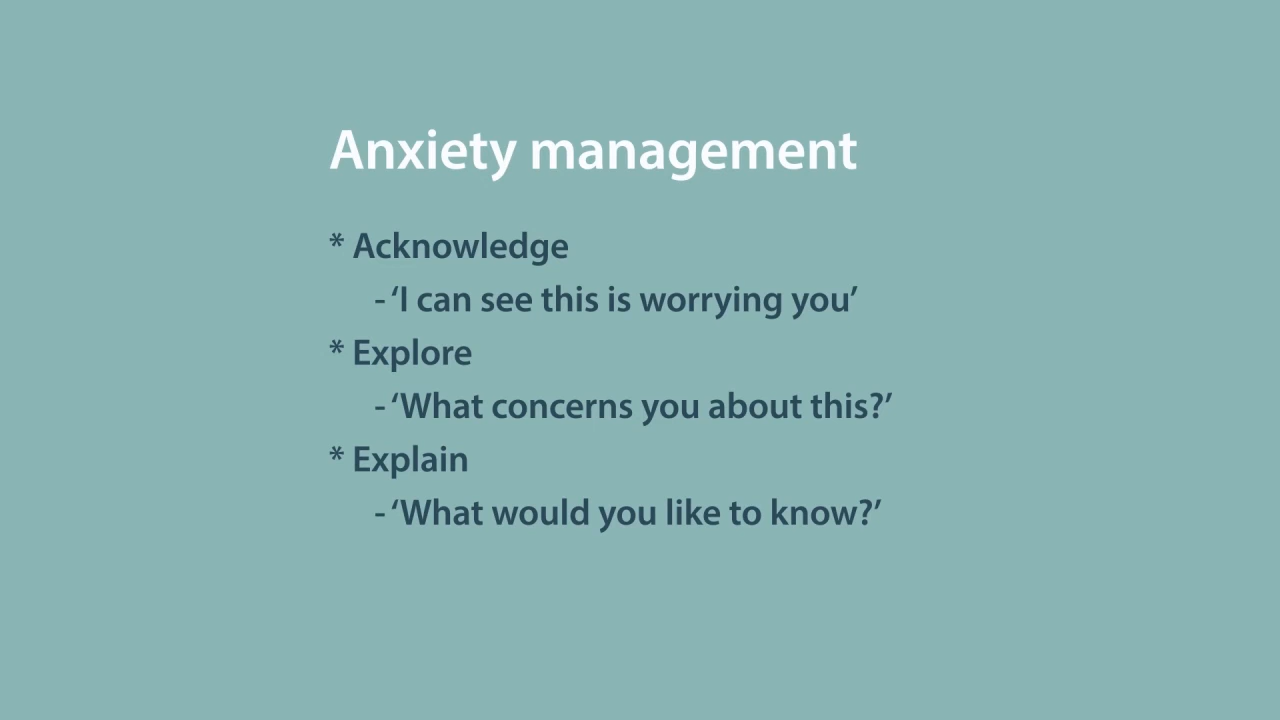 Anxiety management
* Acknowledge
- ‘I can see this is worrying you’
* Explore
- ‘What concerns you about this?’
* Explain
- ‘What would you like to know?’